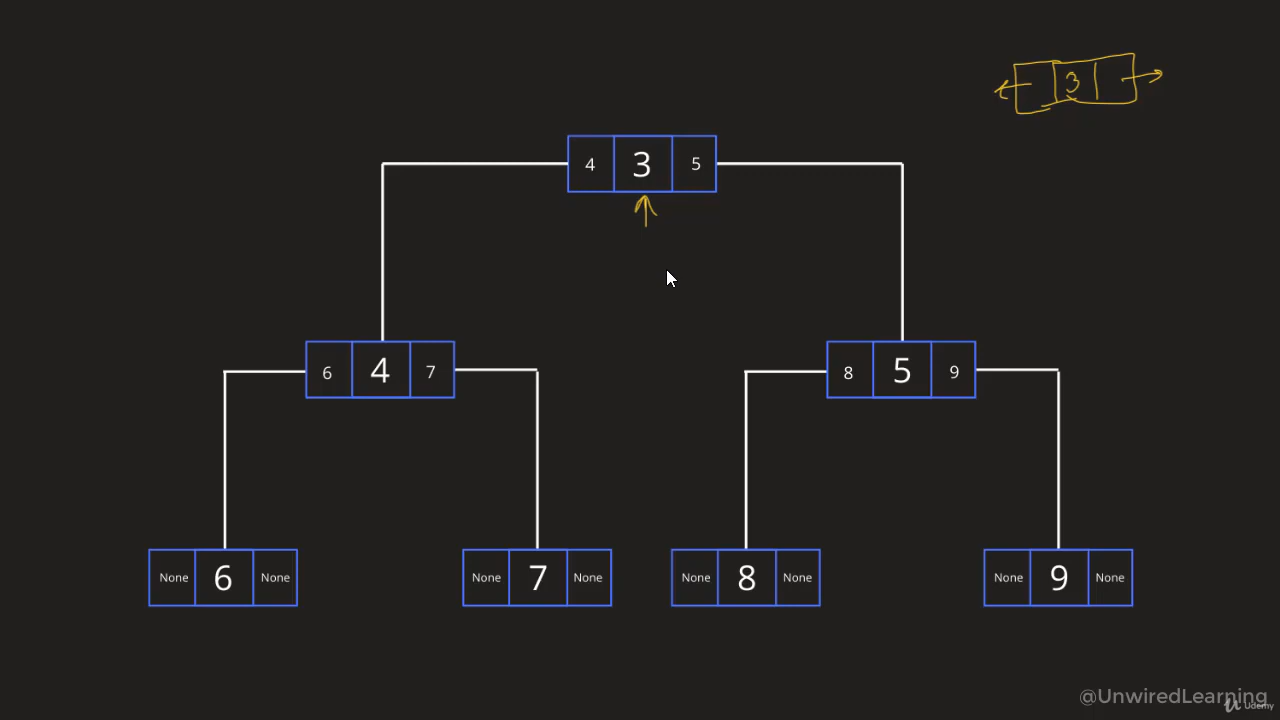 3
4 3 5
6 4 7
8 5 9
None 6 None
None 7 None
None 8 None
None 9 None
@UnwiredLearning
Udemy